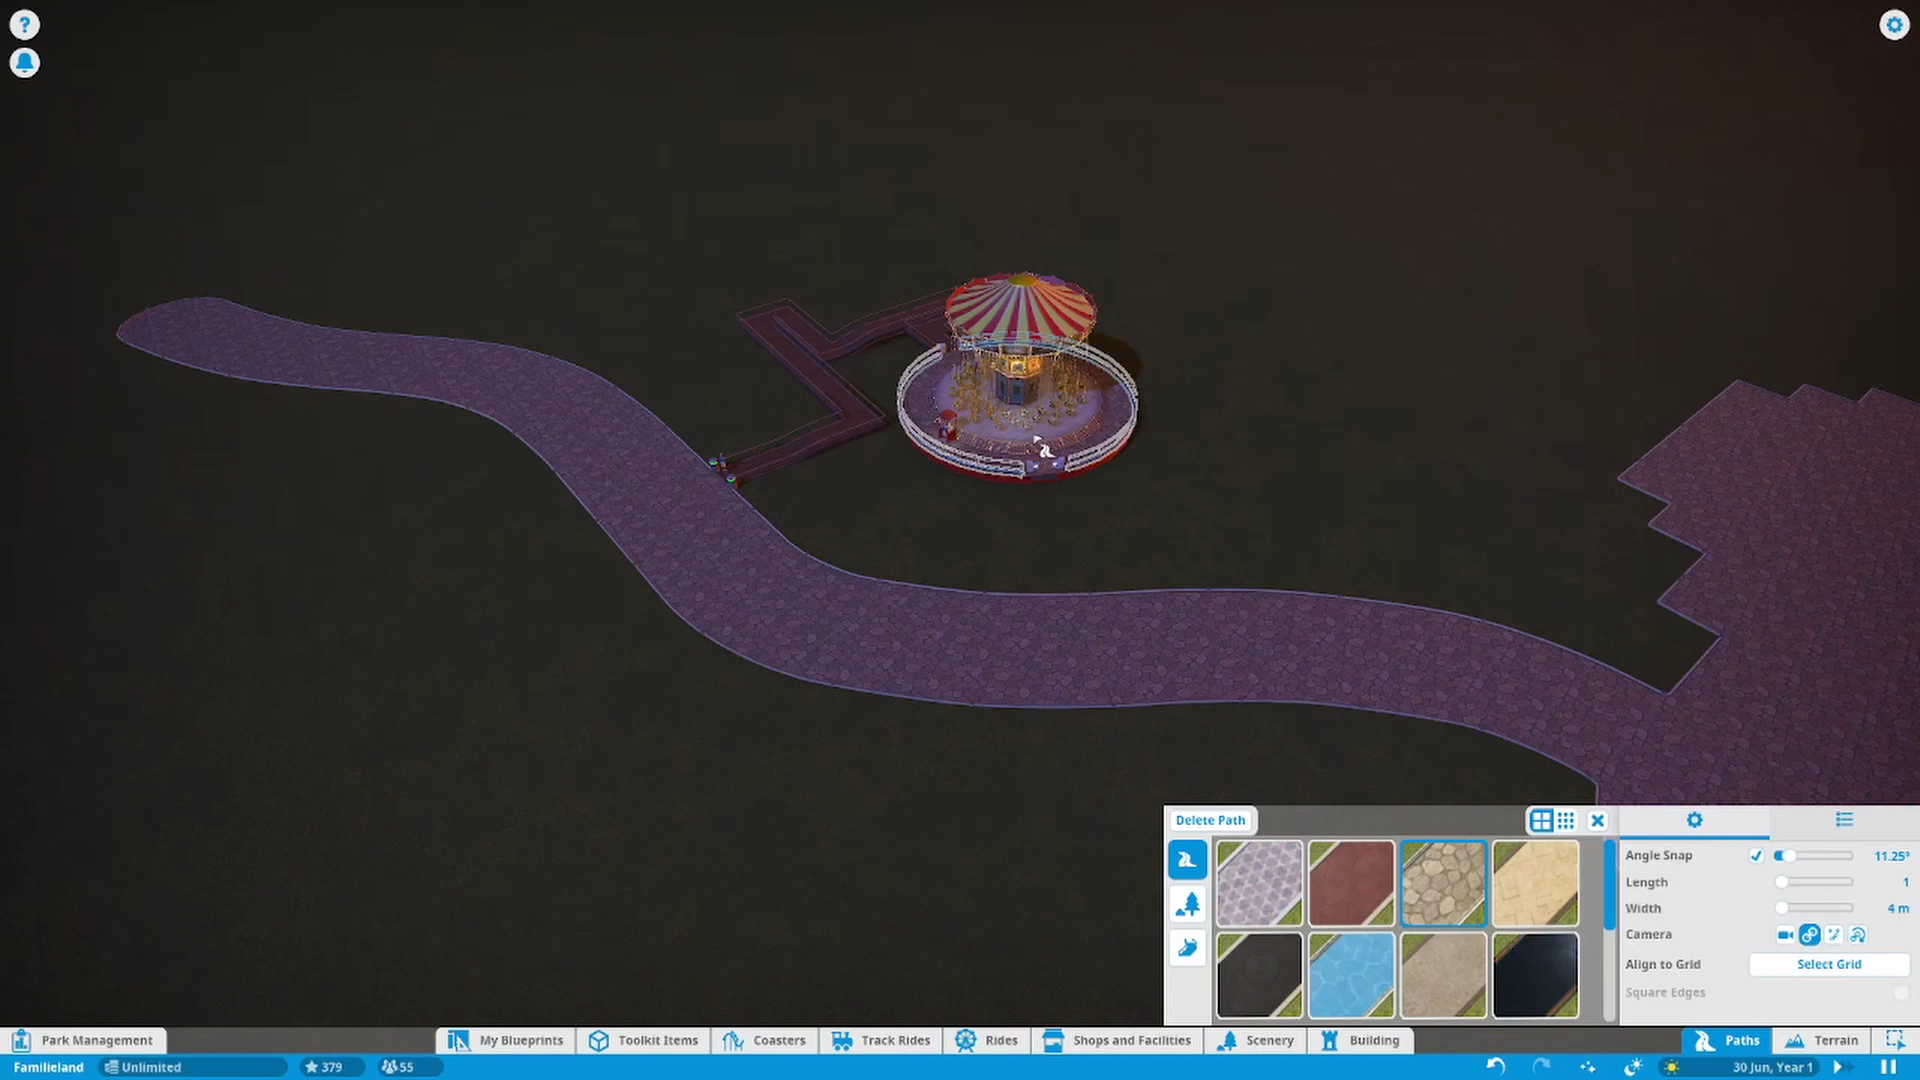 ?
Delete Path
Angle Snap 11.25°
Length 1
Width 4 m
Camera
Align to Grid Select Grid
Square Edges
Park Management My Blueprints Toolkit Items Coasters Track Rides Rides Shops and Facilities Scenery Building Paths Terrain
Familieland Unlimited 379 55 30 Jun, Year 1